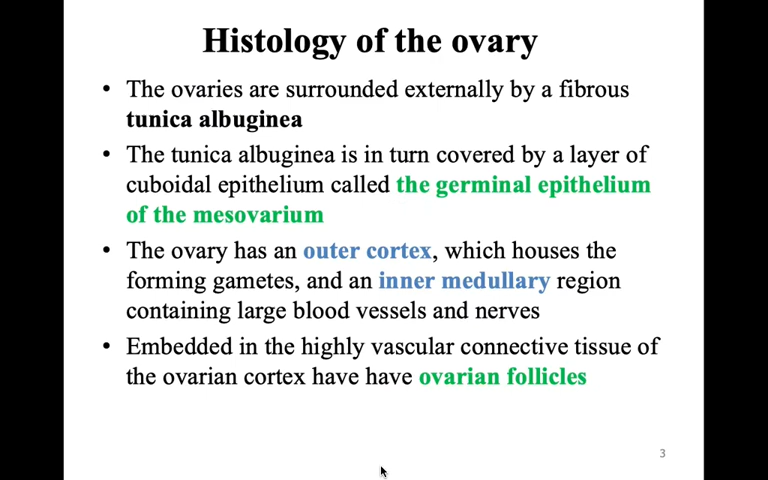 Histology of the ovary
• The ovaries are surrounded externally by a fibrous
tunica albuginea
• The tunica albuginea is in turn covered by a layer of
cuboidal epithelium called the germinal epithelium
of the mesovarium
• The ovary has an outer cortex, which houses the
forming gametes, and an inner medullary region
containing large blood vessels and nerves
• Embedded in the highly vascular connective tissue of
the ovarian cortex have have ovarian follicles
3